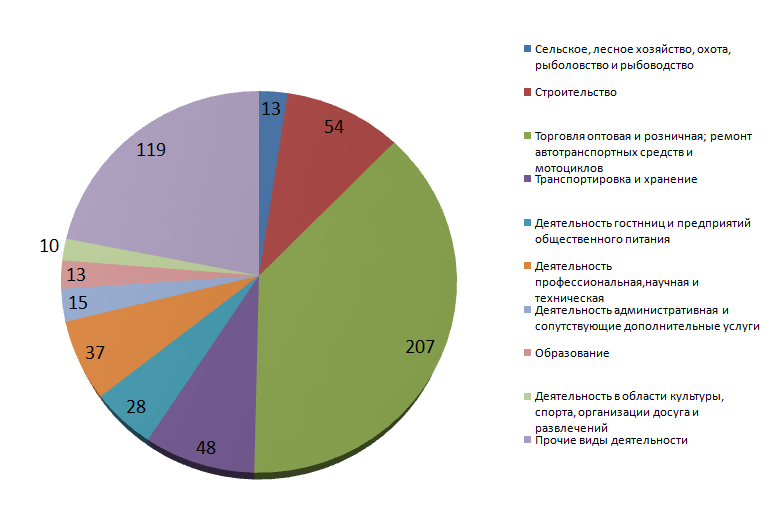 13
54
119
10
13
15
207
37
28
48
Сельское, лесное хозяйство, охота,
рыболовство и рыбоводство
Строительство
Торговля оптовая и розничная; ремонт
автотранспортных средств и
мотоциклов
Транспортировка и хранение
Деятельность гостнниц и предприятий
общественного питания
Деятельность
профессиональная,научная и
техническая
Деятельность административная и
сопутствующие дополнительные услуги
Образование
Деятельность в области культуры,
спорта, организации досуга и
развлечений
Прочие виды деятельности